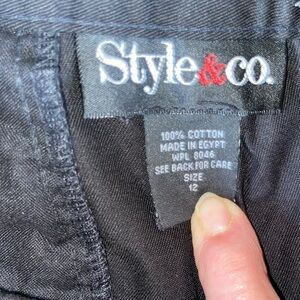 Style&co.
100% COTTON
MADE IN EGYPT
WPL 8046
SEE BACK FOR CARE
SIZE
12